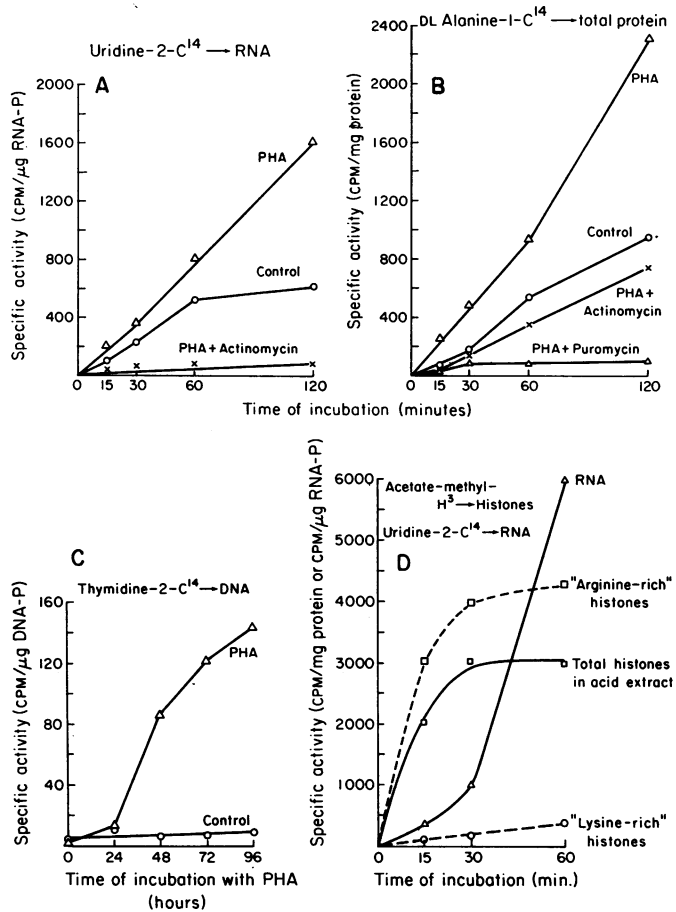 Uridine-2-C¹⁴ → RNA
A
Specific activity (CPM/μg RNA-P)
2000
1600
1200
800
400
PHA
Control
PHA + Actinomycin
0 15 30 60 120
DL Alanine-1-C¹⁴ → total protein
B
Specific activity (CPM/mg protein)
2400
2000
1600
1200
800
400
PHA
Control
PHA +
Actinomycin
PHA + Puromycin
0 15 30 60 120
Time of incubation (minutes)
C
Thymidine-2-C¹⁴ → DNA
Specific activity (CPM/μg DNA-P)
160
120
80
40
PHA
Control
0 24 48 72 96
Time of incubation with PHA
(hours)
Specific activity (CPM/mg protein or CPM/μg RNA-P)
6000
5000
4000
3000
2000
1000
Acetate-methyl-
H³ → Histones
Uridine-2-C¹⁴ → RNA
D
RNA
"Arginine-rich"
histones
Total histones
in acid extract
"Lysine-rich"
histones
0 15 30 60
Time of incubation (min.)